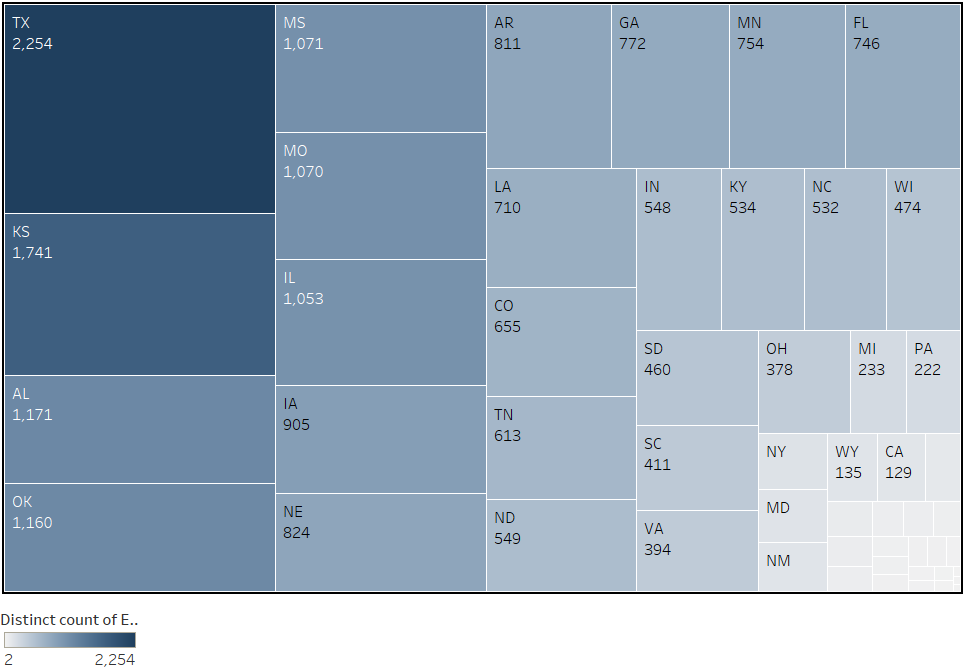 TX
2,254
KS
1,741
AL
1,171
OK
1,160
MS
1,071
MO
1,070
IL
1,053
IA
905
NE
824
AR
811
GA
772
MN
754
FL
746
LA
710
CO
655
TN
613
ND
549
IN
548
KY
534
NC
532
WI
474
SD
460
SC
411
VA
394
OH
378
MI
233
PA
222
NY
MD
NM
WY
135
CA
129
Distinct count of E..
2
2,254